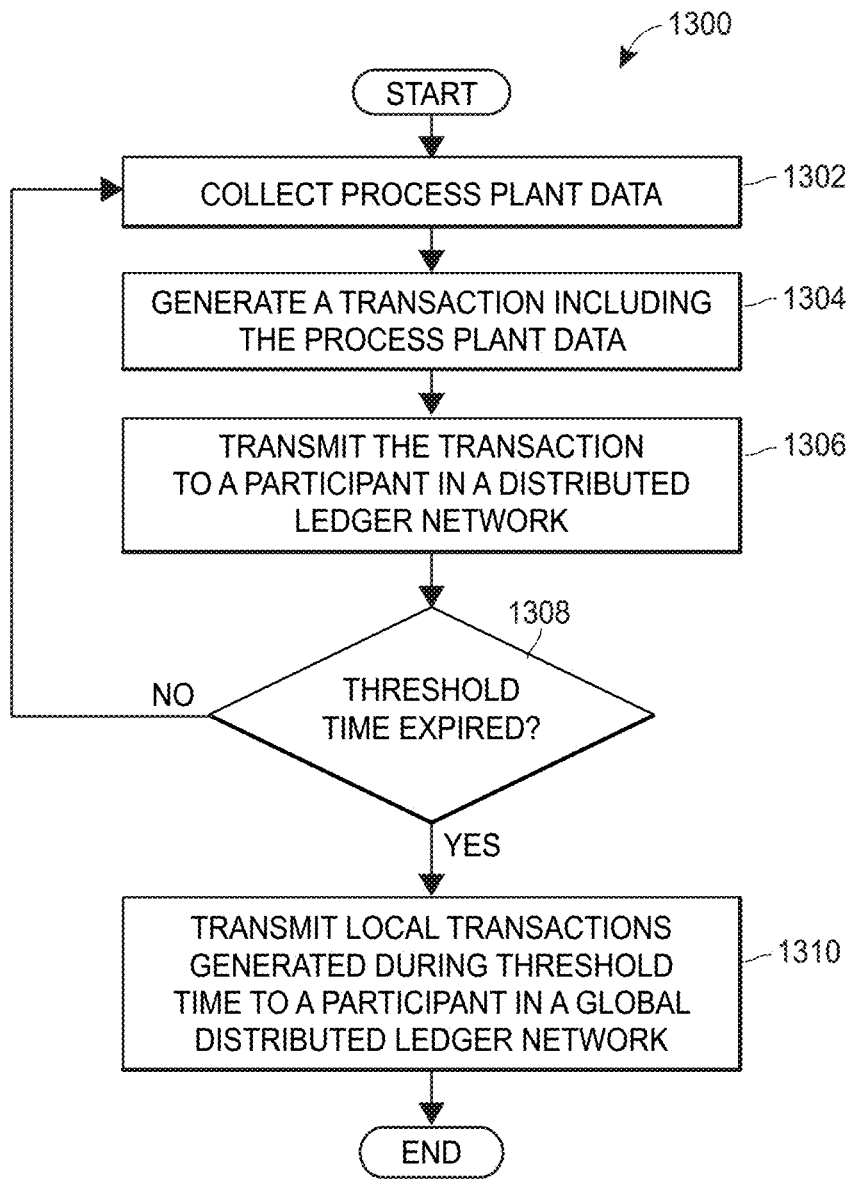 1300
START
COLLECT PROCESS PLANT DATA
1302
GENERATE A TRANSACTION INCLUDING
THE PROCESS PLANT DATA
1304
TRANSMIT THE TRANSACTION
TO A PARTICIPANT IN A DISTRIBUTED
LEDGER NETWORK
1306
1308
THRESHOLD
TIME EXPIRED?
NO
YES
TRANSMIT LOCAL TRANSACTIONS
GENERATED DURING THRESHOLD
TIME TO A PARTICIPANT IN A GLOBAL
DISTRIBUTED LEDGER NETWORK
1310
END